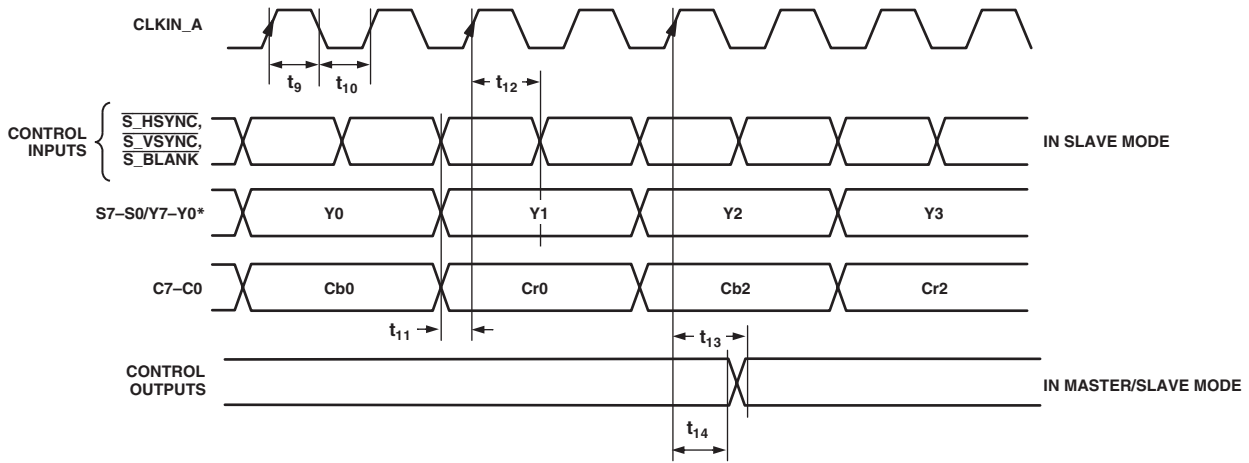 CLKIN_A
t9
t10
t12
CONTROL
INPUTS
S_HSYNC,
S_VSYNC,
S_BLANK
IN SLAVE MODE
S7–S0/Y7–Y0*
Y0
Y1
Y2
Y3
C7–C0
Cb0
Cr0
Cb2
Cr2
t11
t13
CONTROL
OUTPUTS
IN MASTER/SLAVE MODE
t14